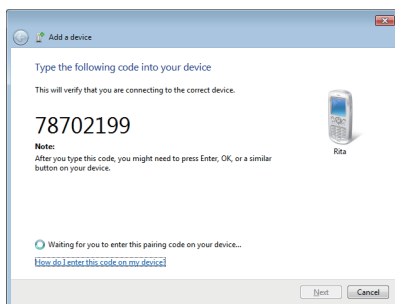 Add a device
Type the following code into your device
This will verify that you are connecting to the correct device.
78702199
Note:
After you type this code, you might need to press Enter, OK, or a similar
button on your device.
Rita
Waiting for you to enter this pairing code on your device...
How do I enter this code on my device?
Next Cancel